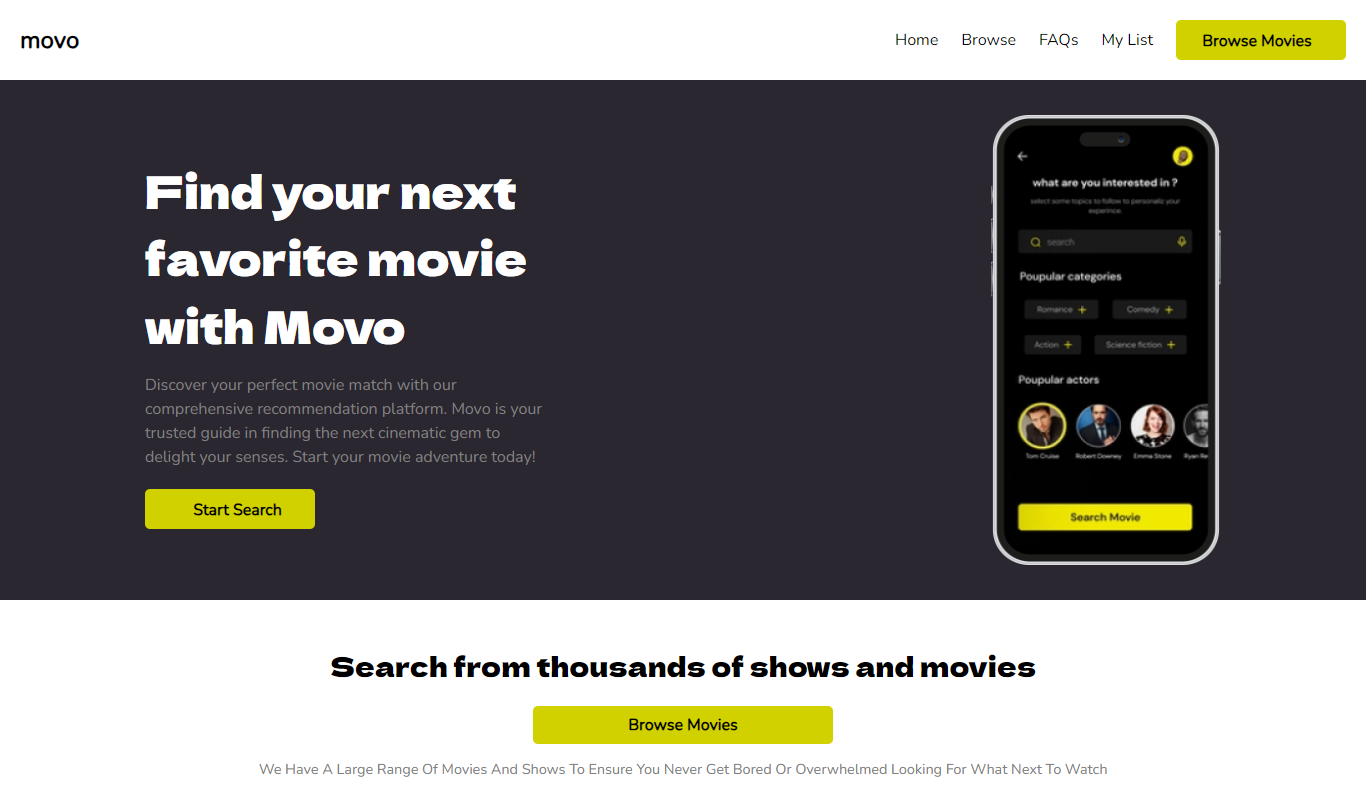 movo
Home Browse FAQs My List Browse Movies
Find your next
favorite movie
with Movo
Discover your perfect movie match with our
comprehensive recommendation platform. Movo is your
trusted guide in finding the next cinematic gem to
delight your senses. Start your movie adventure today!
Start Search
what are you interested in ?
select some topics to follow to personaliz your
experince.
search
Poupular categories
Romance + Comedy +
Action + Science fiction +
Poupular actors
Tom Cruise Robert Downey Emma Stone Ryan Re
Search Movie
Search from thousands of shows and movies
Browse Movies
We Have A Large Range Of Movies And Shows To Ensure You Never Get Bored Or Overwhelmed Looking For What Next To Watch